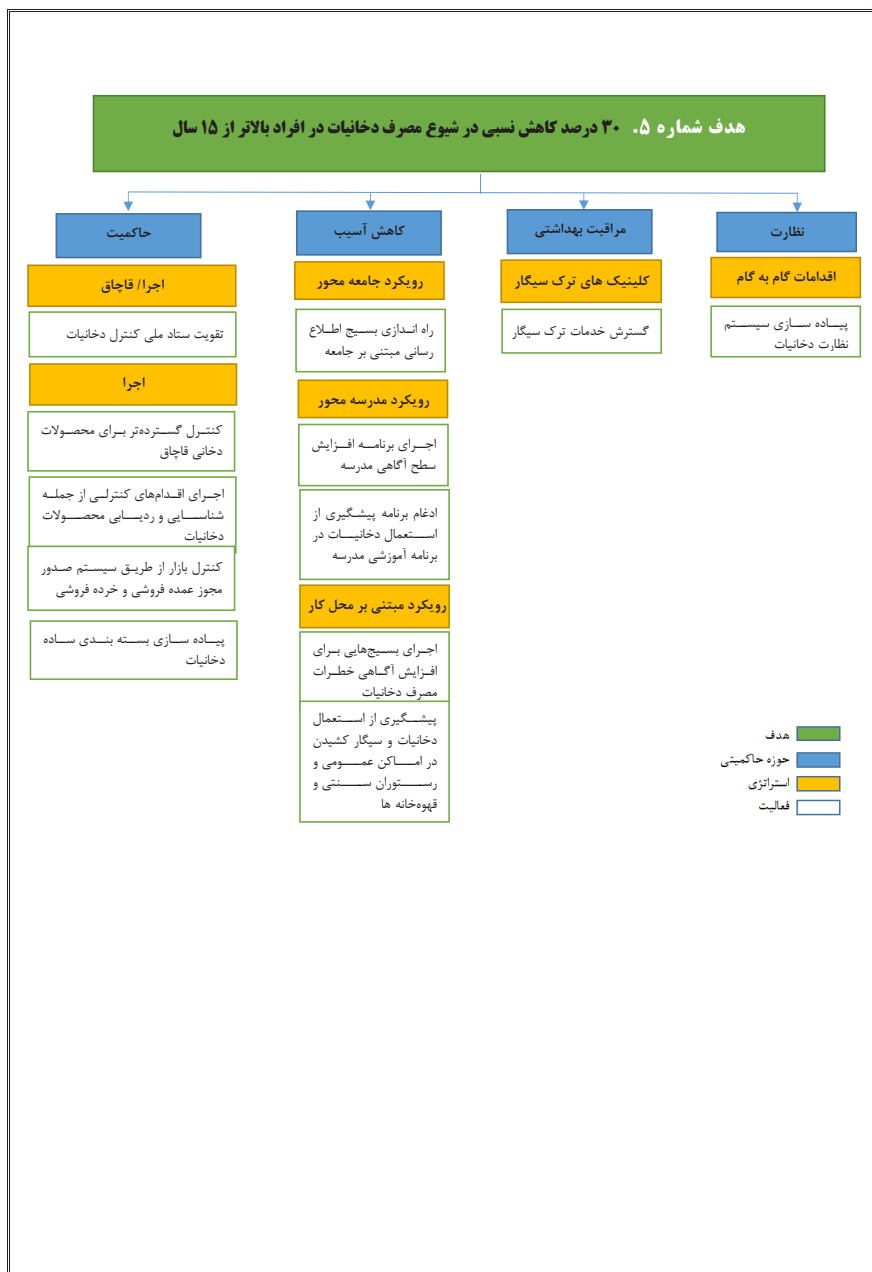 هدف شماره ۵. ۳۰ درصد کاهش نسبی در شیوع مصرف دخانیات در افراد بالاتر از ۱۵ سال
نظارت
اقدامات گام به گام
پیاده سازی سیستم
نظارت دخانیات
مراقبت بهداشتی
کلینیک های ترک سیگار
گسترش خدمات ترک سیگار
کاهش آسیب
رویکرد جامعه محور
راه اندازی بسیج اطلاع
رسانی مبتنی بر جامعه
رویکرد مدرسه محور
اجرای برنامه افزایش
سطح آگاهی مدرسه
ادغام برنامه پیشگیری از
استعمال دخانیات در
برنامه آموزشی مدرسه
رویکرد مبتنی بر محل کار
اجرای بسیج‌هایی برای
افزایش آگاهی خطرات
مصرف دخانیات
پیشگیری از استعمال
دخانیات و سیگار کشیدن
در اماکن عمومی و
رستوران سنتی و
قهوه‌خانه ها
حاکمیت
اجرا/ قاچاق
تقویت ستاد ملی کنترل دخانیات
اجرا
کنترل گسترده‌تر برای محصولات
دخانی قاچاق
اجرای اقدام‌های کنترلی از جمله
شناسایی و ردیابی محصولات
دخانیات
کنترل بازار از طریق سیستم صدور
مجوز عمده فروشی و خرده فروشی
پیاده سازی بسته بندی ساده
دخانیات
هدف
حوزه حاکمیتی
استراتژی
فعالیت